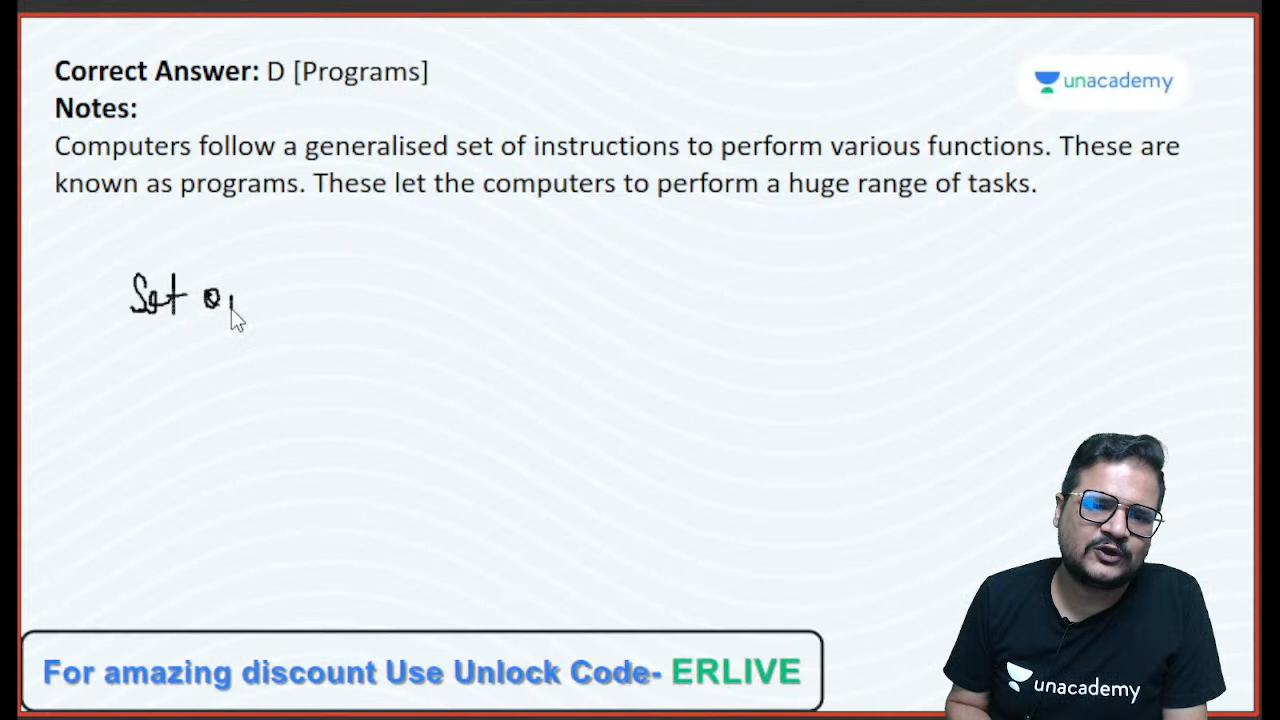 Correct Answer: D [Programs]
unacademy
Notes:
Computers follow a generalised set of instructions to perform various functions. These are
known as programs. These let the computers to perform a huge range of tasks.
Set
unacademy
For amazing discount Use Unlock Code- ERLIVE